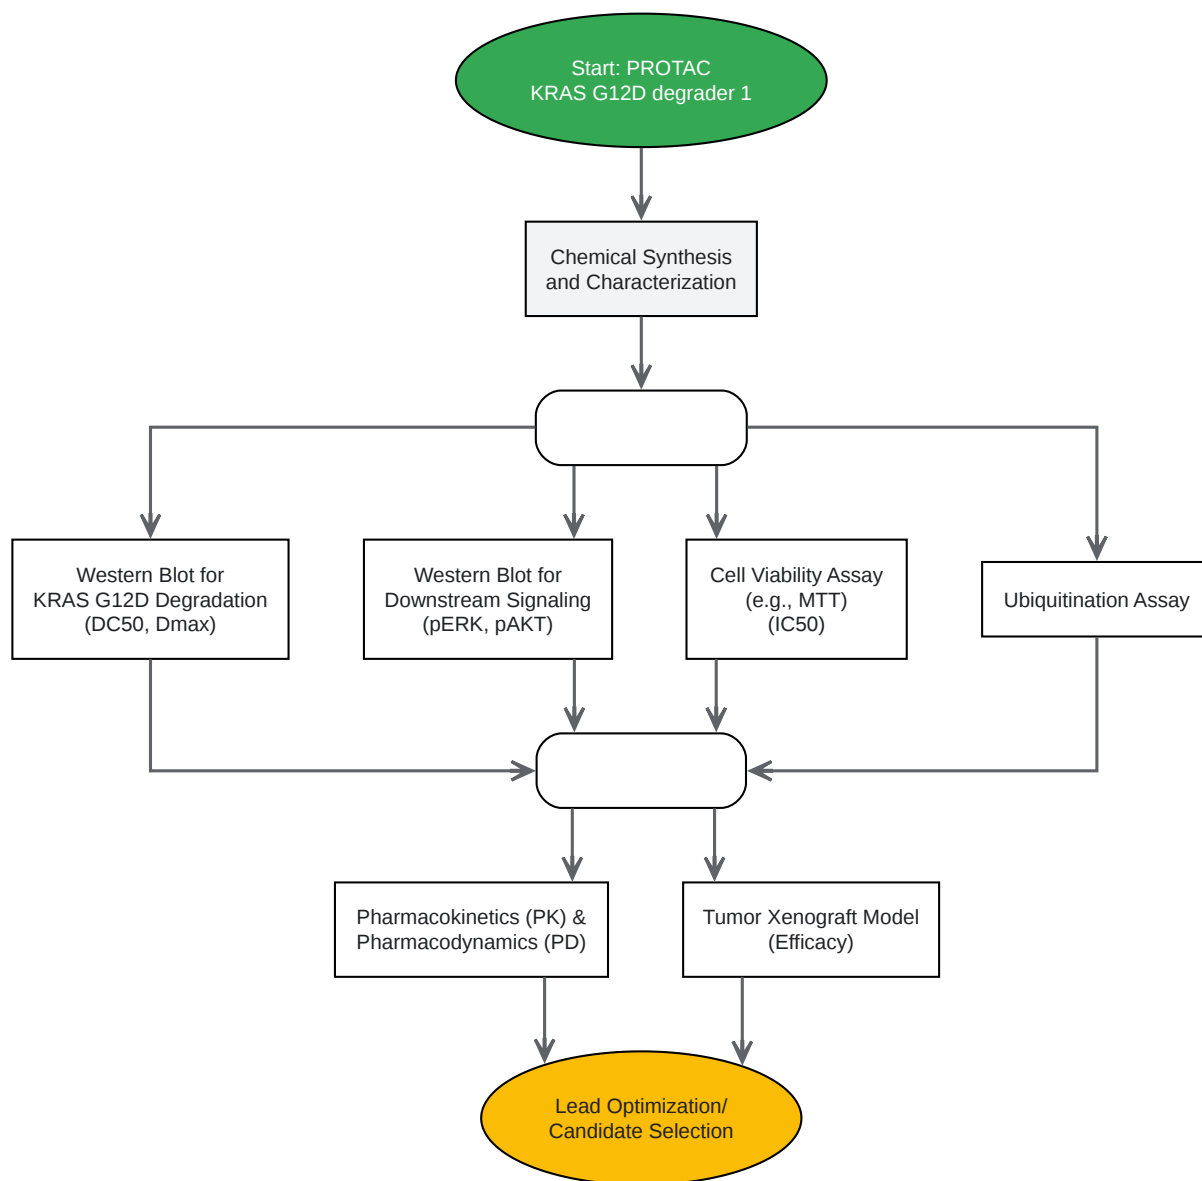 Start: PROTAC
KRAS G12D degrader 1
Chemical Synthesis
and Characterization
Western Blot for
KRAS G12D Degradation
(DC50, Dmax)
Western Blot for
Downstream Signaling
(pERK, pAKT)
Cell Viability Assay
(e.g., MTT)
(IC50)
Ubiquitination Assay
Pharmacokinetics (PK) &
Pharmacodynamics (PD)
Tumor Xenograft Model
(Efficacy)
Lead Optimization/
Candidate Selection